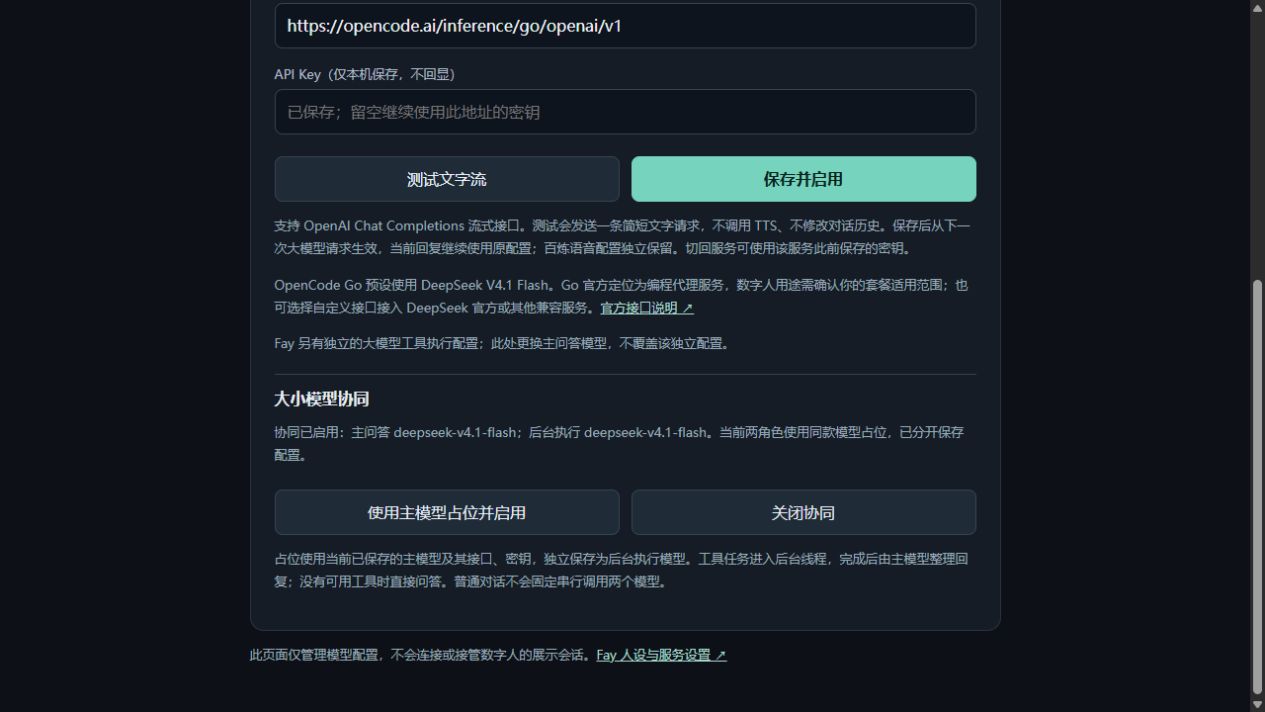 https://opencode.ai/inference/go/openai/v1
API Key（仅本机保存，不回显）
已保存；留空继续使用此地址的密钥
测试文字流
保存并启用
支持 OpenAI Chat Completions 流式接口。测试会发送一条简短文字请求，不调用 TTS、不修改对话历史。保存后从下一
次大模型请求生效，当前回复继续使用原配置；百炼语音配置独立保留。切回服务可使用该服务此前保存的密钥。
OpenCode Go 预设使用 DeepSeek V4.1 Flash。Go 官方定位为编程代理服务，数字人用途需确认你的套餐适用范围；也
可选择自定义接口接入 DeepSeek 官方或其他兼容服务。官方接口说明 ↗
Fay 另有独立的大模型工具执行配置；此处更换主问答模型，不覆盖该独立配置。
大小模型协同
协同已启用：主问答 deepseek-v4.1-flash；后台执行 deepseek-v4.1-flash。当前两角色使用同款模型占位，已分开保存
配置。
使用主模型占位并启用
关闭协同
占位使用当前已保存的主模型及其接口、密钥，独立保存为后台执行模型。工具任务进入后台线程，完成后由主模型整理回
复；没有可用工具时直接问答。普通对话不会固定串行调用两个模型。
此页面仅管理模型配置，不会连接或接管数字人的展示会话。Fay 人设与服务设置 ↗